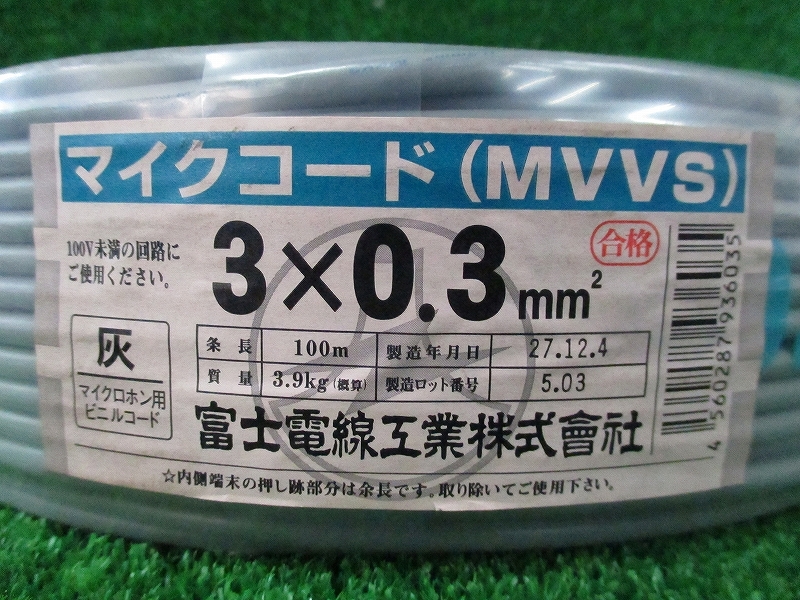 マイクコード(MVVS)
100V未満の回路に
ご使用ください。
3×0.3mm²
合格
灰
マイクロホン用
ビニルコード
条長 100m 製造年月日 27.12.4
質量 3.9kg(概算) 製造ロット番号 5.03
富士電線工業株式會社
☆内側端末の押し跡部分は余長です。取り除いてご使用下さい。
4560287936035